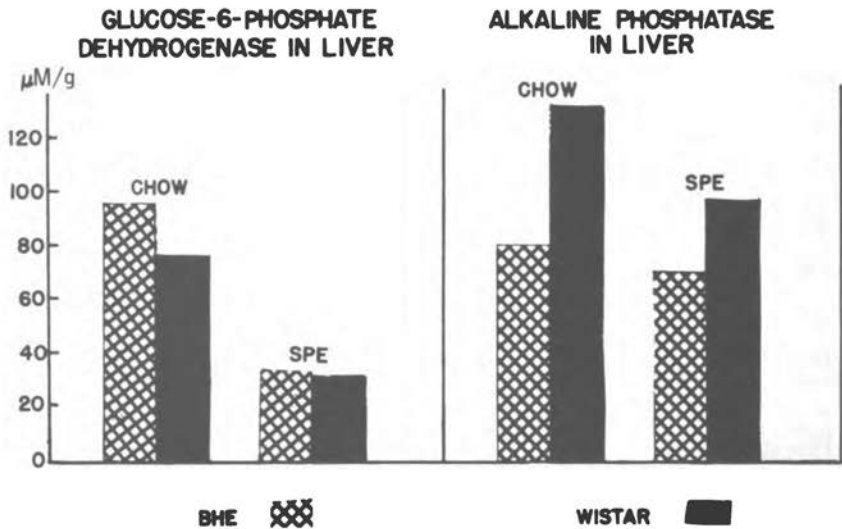 GLUCOSE-6-PHOSPHATE
DEHYDROGENASE IN LIVER
ALKALINE PHOSPHATASE
IN LIVER
µM/g
120
100
80
60
40
20
0
CHOW
SPE
CHOW
SPE
BHE
WISTAR